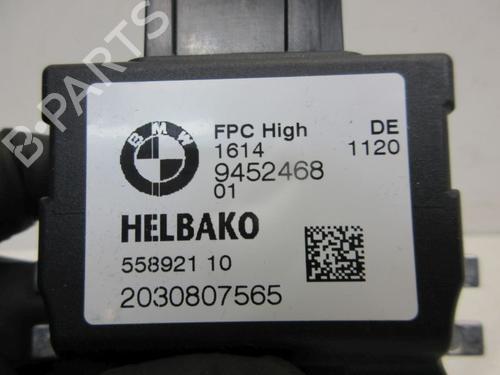 B-PARTS
BMW
FPC High DE
1614 1120
9452468
01
HELBAKO
558921 10
2030807565